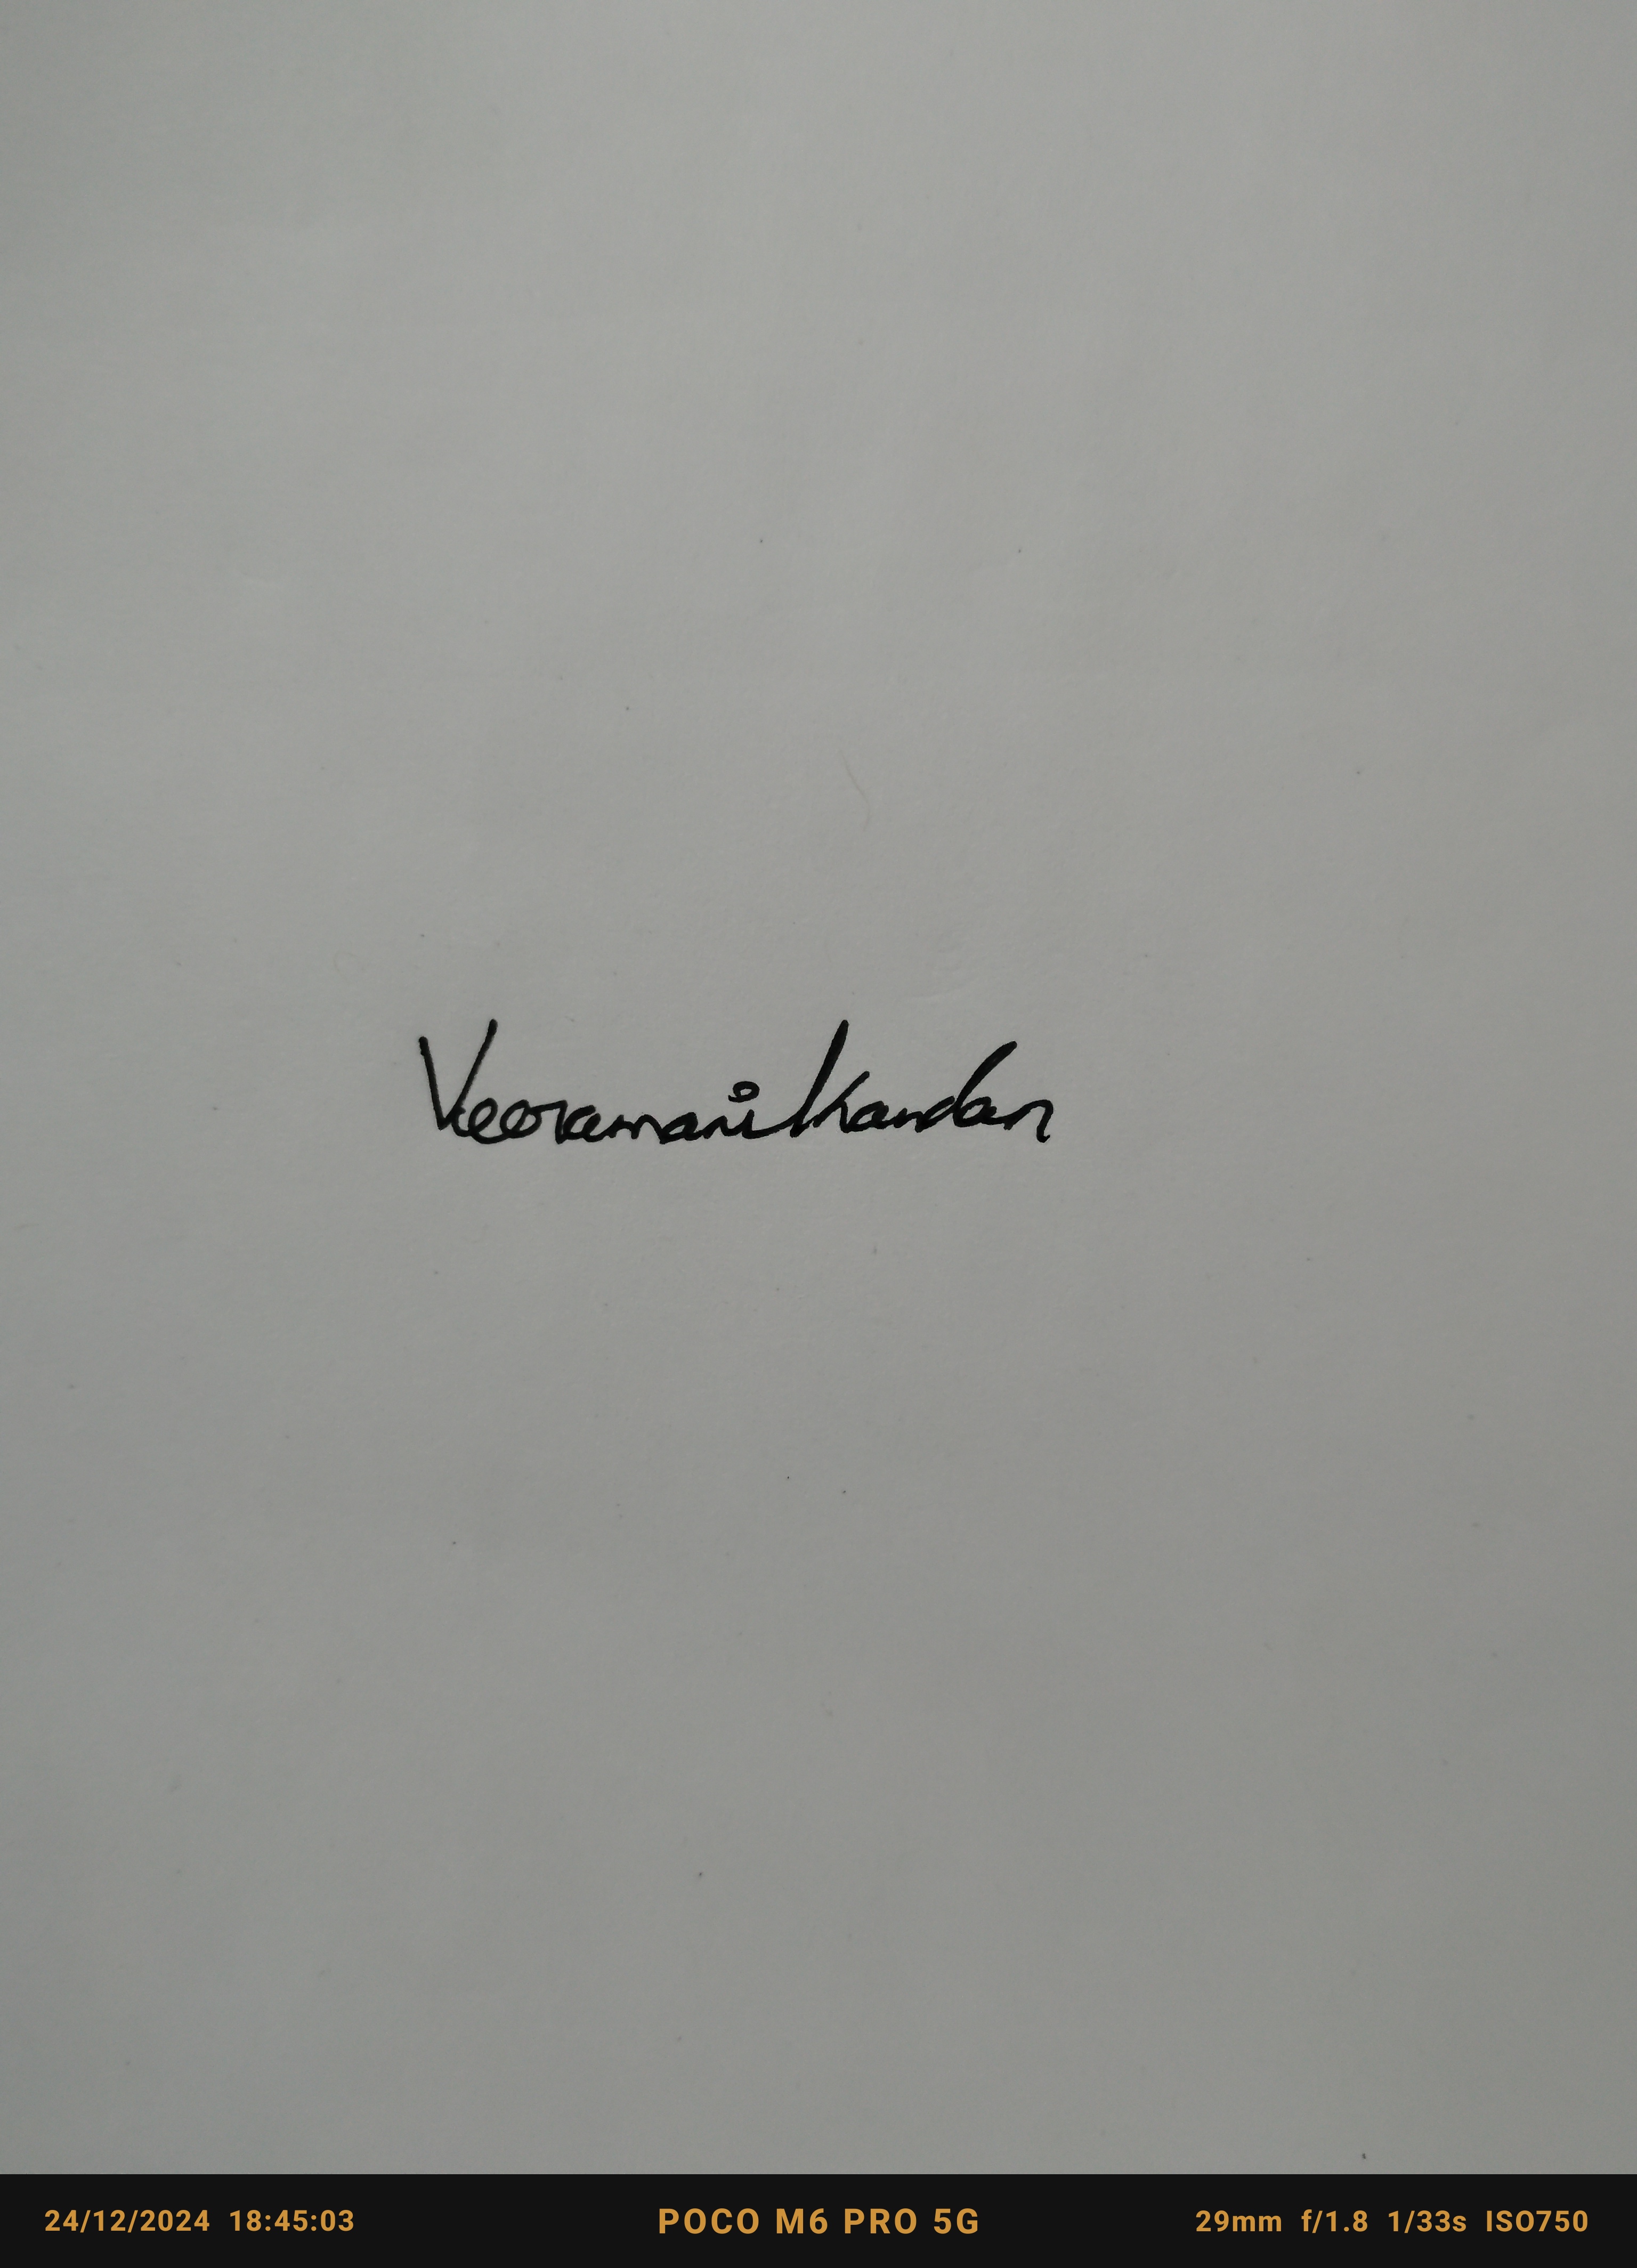 Veeramanikandan
24/12/2024 18:45:03 POCO M6 PRO 5G 29mm f/1.8 1/33s ISO750